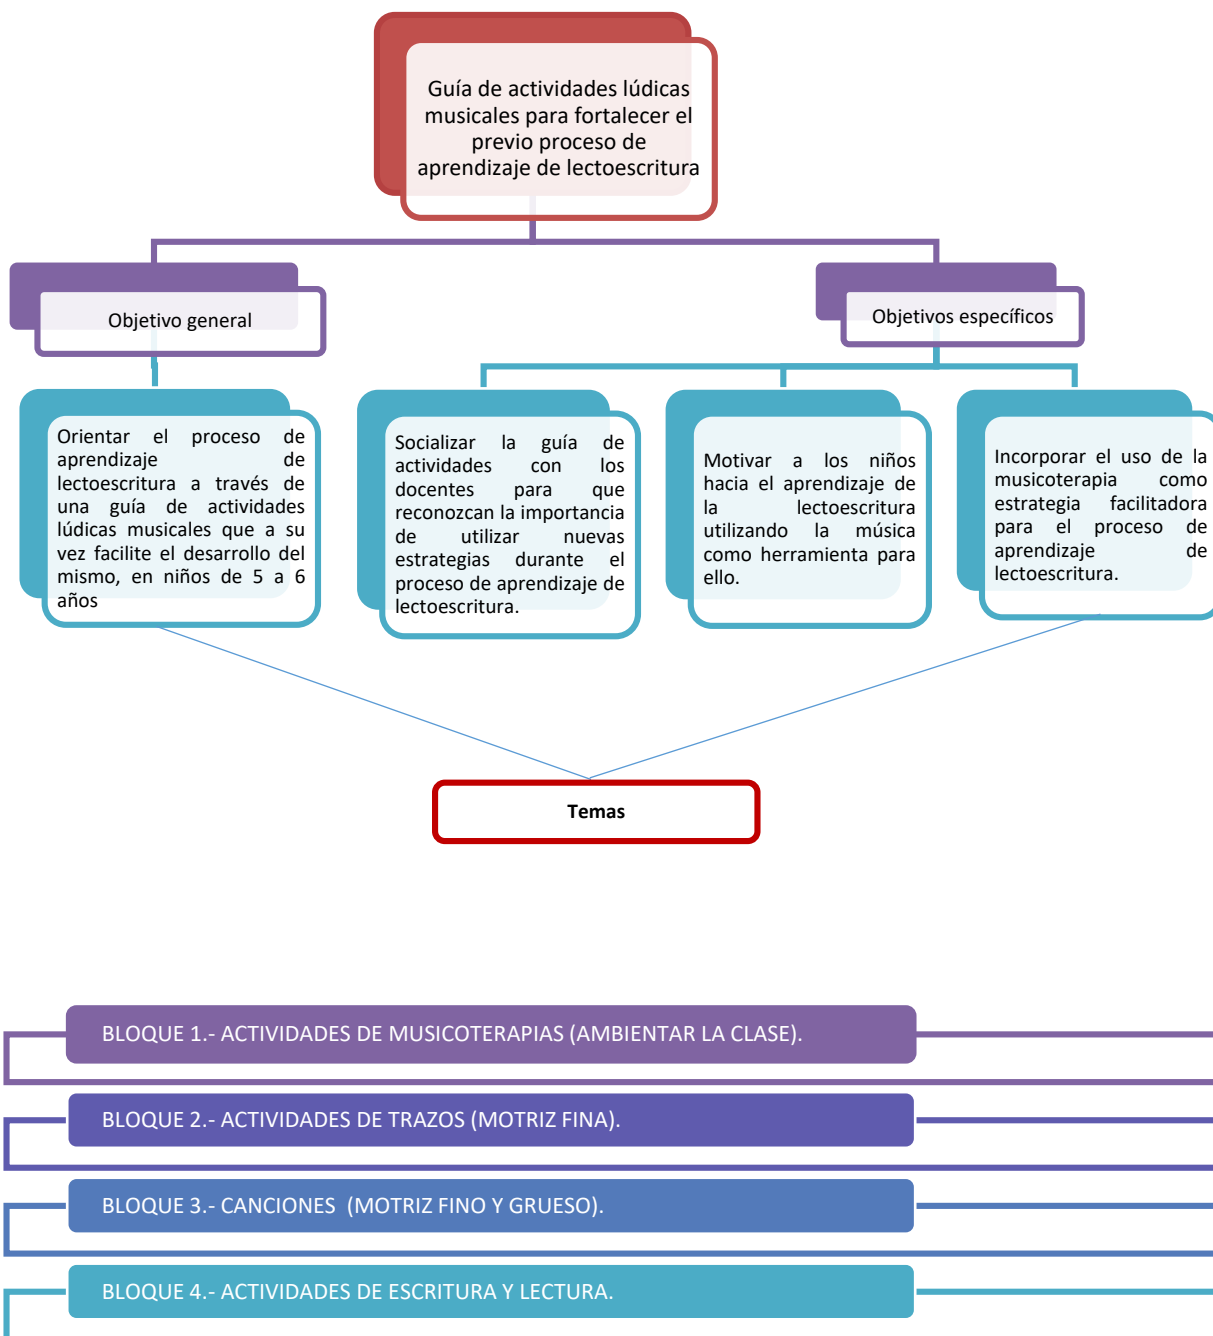 Guía de actividades lúdicas
musicales para fortalecer el
previo proceso de
aprendizaje de lectoescritura
Objetivo general
Objetivos específicos
Orientar el proceso de
aprendizaje de
lectoescritura a través de
una guía de actividades
lúdicas musicales que a su
vez facilite el desarrollo del
mismo, en niños de 5 a 6
años
Socializar la guía de
actividades con los
docentes para que
reconozcan la importancia
de utilizar nuevas
estrategias durante el
proceso de aprendizaje de
lectoescritura.
Motivar a los niños
hacia el aprendizaje de
la lectoescritura
utilizando la música
como herramienta para
ello.
Incorporar el uso de la
musicoterapia como
estrategia facilitadora
para el proceso de
aprendizaje de
lectoescritura.
Temas
BLOQUE 1.- ACTIVIDADES DE MUSICOTERAPIAS (AMBIENTAR LA CLASE).
BLOQUE 2.- ACTIVIDADES DE TRAZOS (MOTRIZ FINA).
BLOQUE 3.- CANCIONES (MOTRIZ FINO Y GRUESO).
BLOQUE 4.- ACTIVIDADES DE ESCRITURA Y LECTURA.